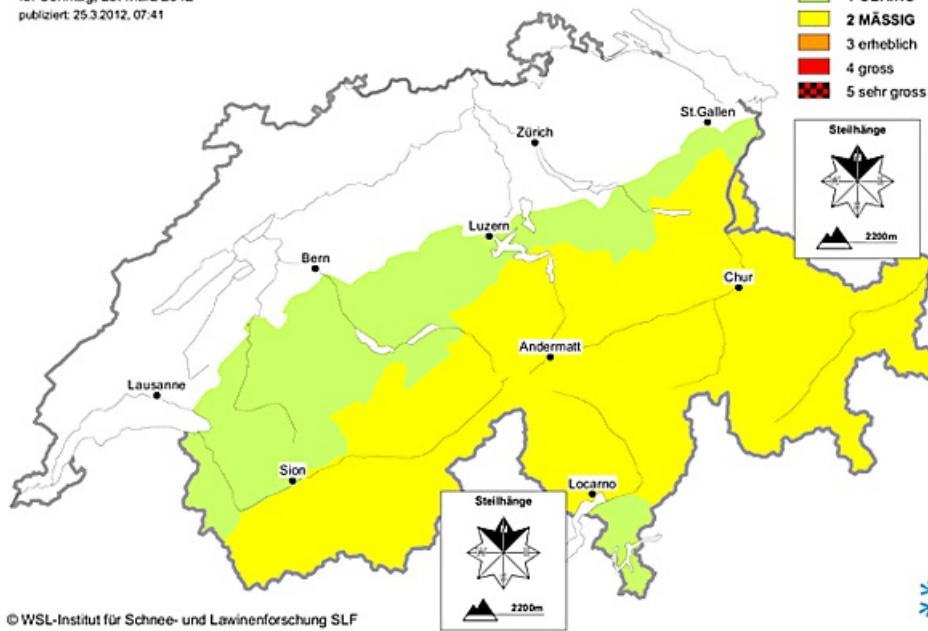 publiziert: 25.3.2012, 07:41
2 MÄSSIG
3 erheblich
4 gross
5 sehr gross
St.Gallen
Zürich
Steilhänge
N
2200m
Luzern
Bern
Chur
Andermatt
Lausanne
Sion
Locarno
Steilhänge
N
2200m
© WSL-Institut für Schnee- und Lawinenforschung SLF